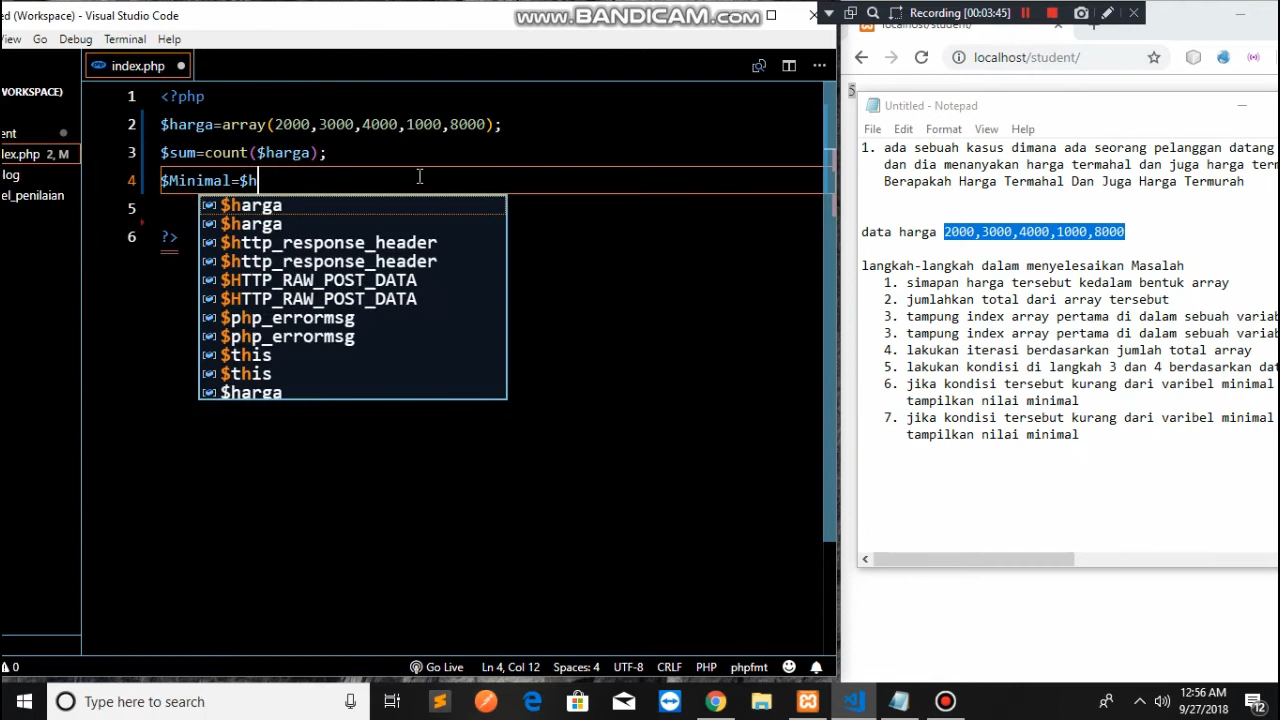 ed (Workspace) - Visual Studio Code
www.BANDICAM.com
Recording [00:03:45]
View Go Debug Terminal Help
index.php
WORKSPACE)
ent
ex.php 2, M
log
el_penilaian
1 <?php
2 $harga=array(2000,3000,4000,1000,8000);
3 $sum=count($harga);
4 $Minimal=$h
5
6 ?>
$harga
$harga
$http_response_header
$http_response_header
$HTTP_RAW_POST_DATA
$HTTP_RAW_POST_DATA
$php_errormsg
$php_errormsg
$this
$this
$harga
0
Go Live Ln 4, Col 12 Spaces: 4 UTF-8 CRLF PHP phpfmt
localhost/student/
localhost/student/
5
Untitled - Notepad
File Edit Format View Help
1. ada sebuah kasus dimana ada seorang pelanggan datang
dan dia menanyakan harga termahal dan juga harga ter
Berapakah Harga Termahal Dan Juga Harga Termurah
data harga 2000,3000,4000,1000,8000
langkah-langkah dalam menyelesaikan Masalah
1. simapan harga tersebut kedalam bentuk array
2. jumlahkan total dari array tersebut
3. tampung index array pertama di dalam sebuah variab
3. tampung index array pertama di dalam sebuah variab
4. lakukan iterasi berdasarkan jumlah total array
5. lakukan kondisi di langkah 3 dan 4 berdasarkan dat
6. jika kondisi tersebut kurang dari varibel minimal
tampilkan nilai minimal
7. jika kondisi tersebut kurang dari varibel minimal
tampilkan nilai minimal
Type here to search
12:56 AM
9/27/2018
12